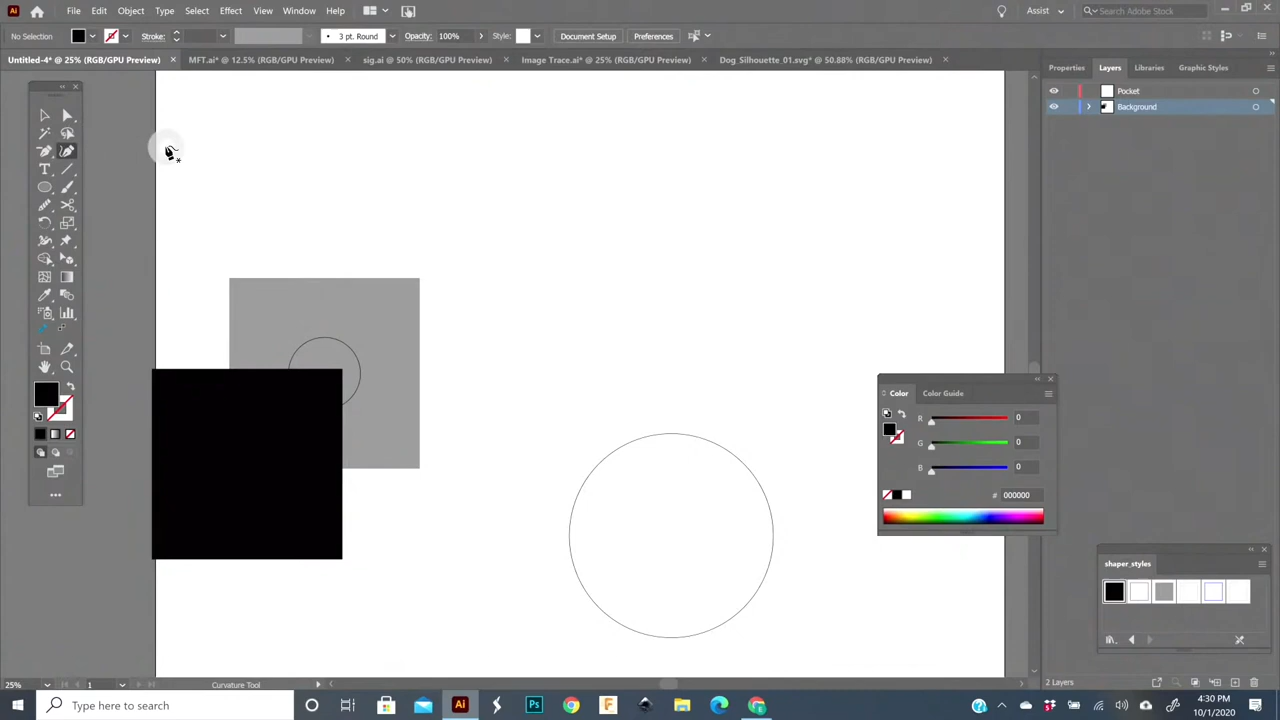 Ai File Edit Object Type Select Effect View Window Help Assist Search Adobe Stock
No Selection Stroke: 3 pt. Round Opacity: 100% Style: Document Setup Preferences
Untitled-4* @ 25% (RGB/GPU Preview) × MFT.ai* @ 12.5% (RGB/GPU Preview) × sig.ai @ 50% (RGB/GPU Preview) × Image Trace.ai* @ 25% (RGB/GPU Preview) × Dog_Silhouette_01.svg* @ 50.88% (RGB/GPU Preview) ×
Properties Layers Libraries Graphic Styles
Pocket
Background
Color Color Guide
R 0
G 0
B 0
# 000000
shaper_styles
25% 1 Curvature Tool 2 Layers
Type here to search Ai Ps F 4:30 PM
10/1/2020